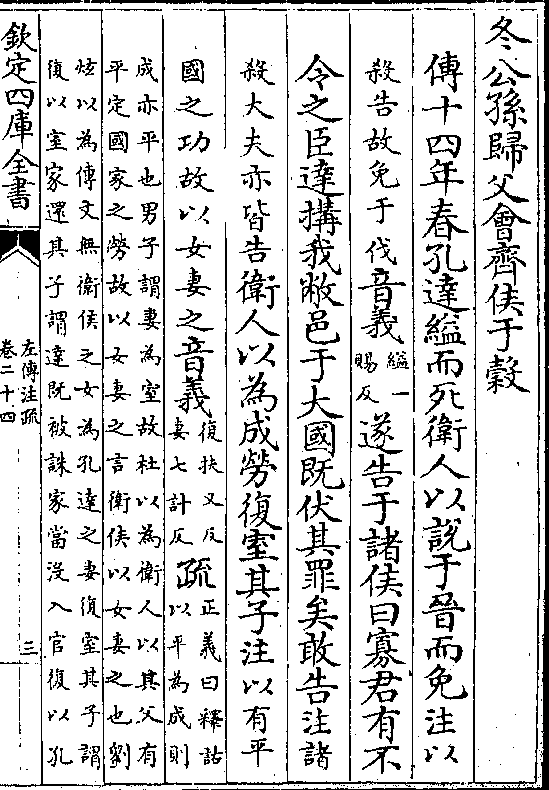 冬公孫歸父會齊侯于穀
傳十四年春孔達縊而死衛人以說于晉而免注以
殺告故免于伐音義縊一
賜反遂告于諸侯曰寡君有不
令之臣達搆我敝邑于大國既伏其罪矣敢告注諸
殺大夫亦皆告衛人以為成勞復室其子注以有平
國之功故以女妻之音義復扶又反
妻七計反疏正義曰釋詁
以平為成則
成亦平也男子謂妻為室故杜以為衛人以其父有
平定國家之勞故以女妻之言衛侯以女妻之也劉
炫以為傳文無衛侯之女為孔達之妻復室其子謂
復以室家還其子謂達既被誅家當沒入官復以孔
欽定四庫全書
左傳注疏
卷二十四
三